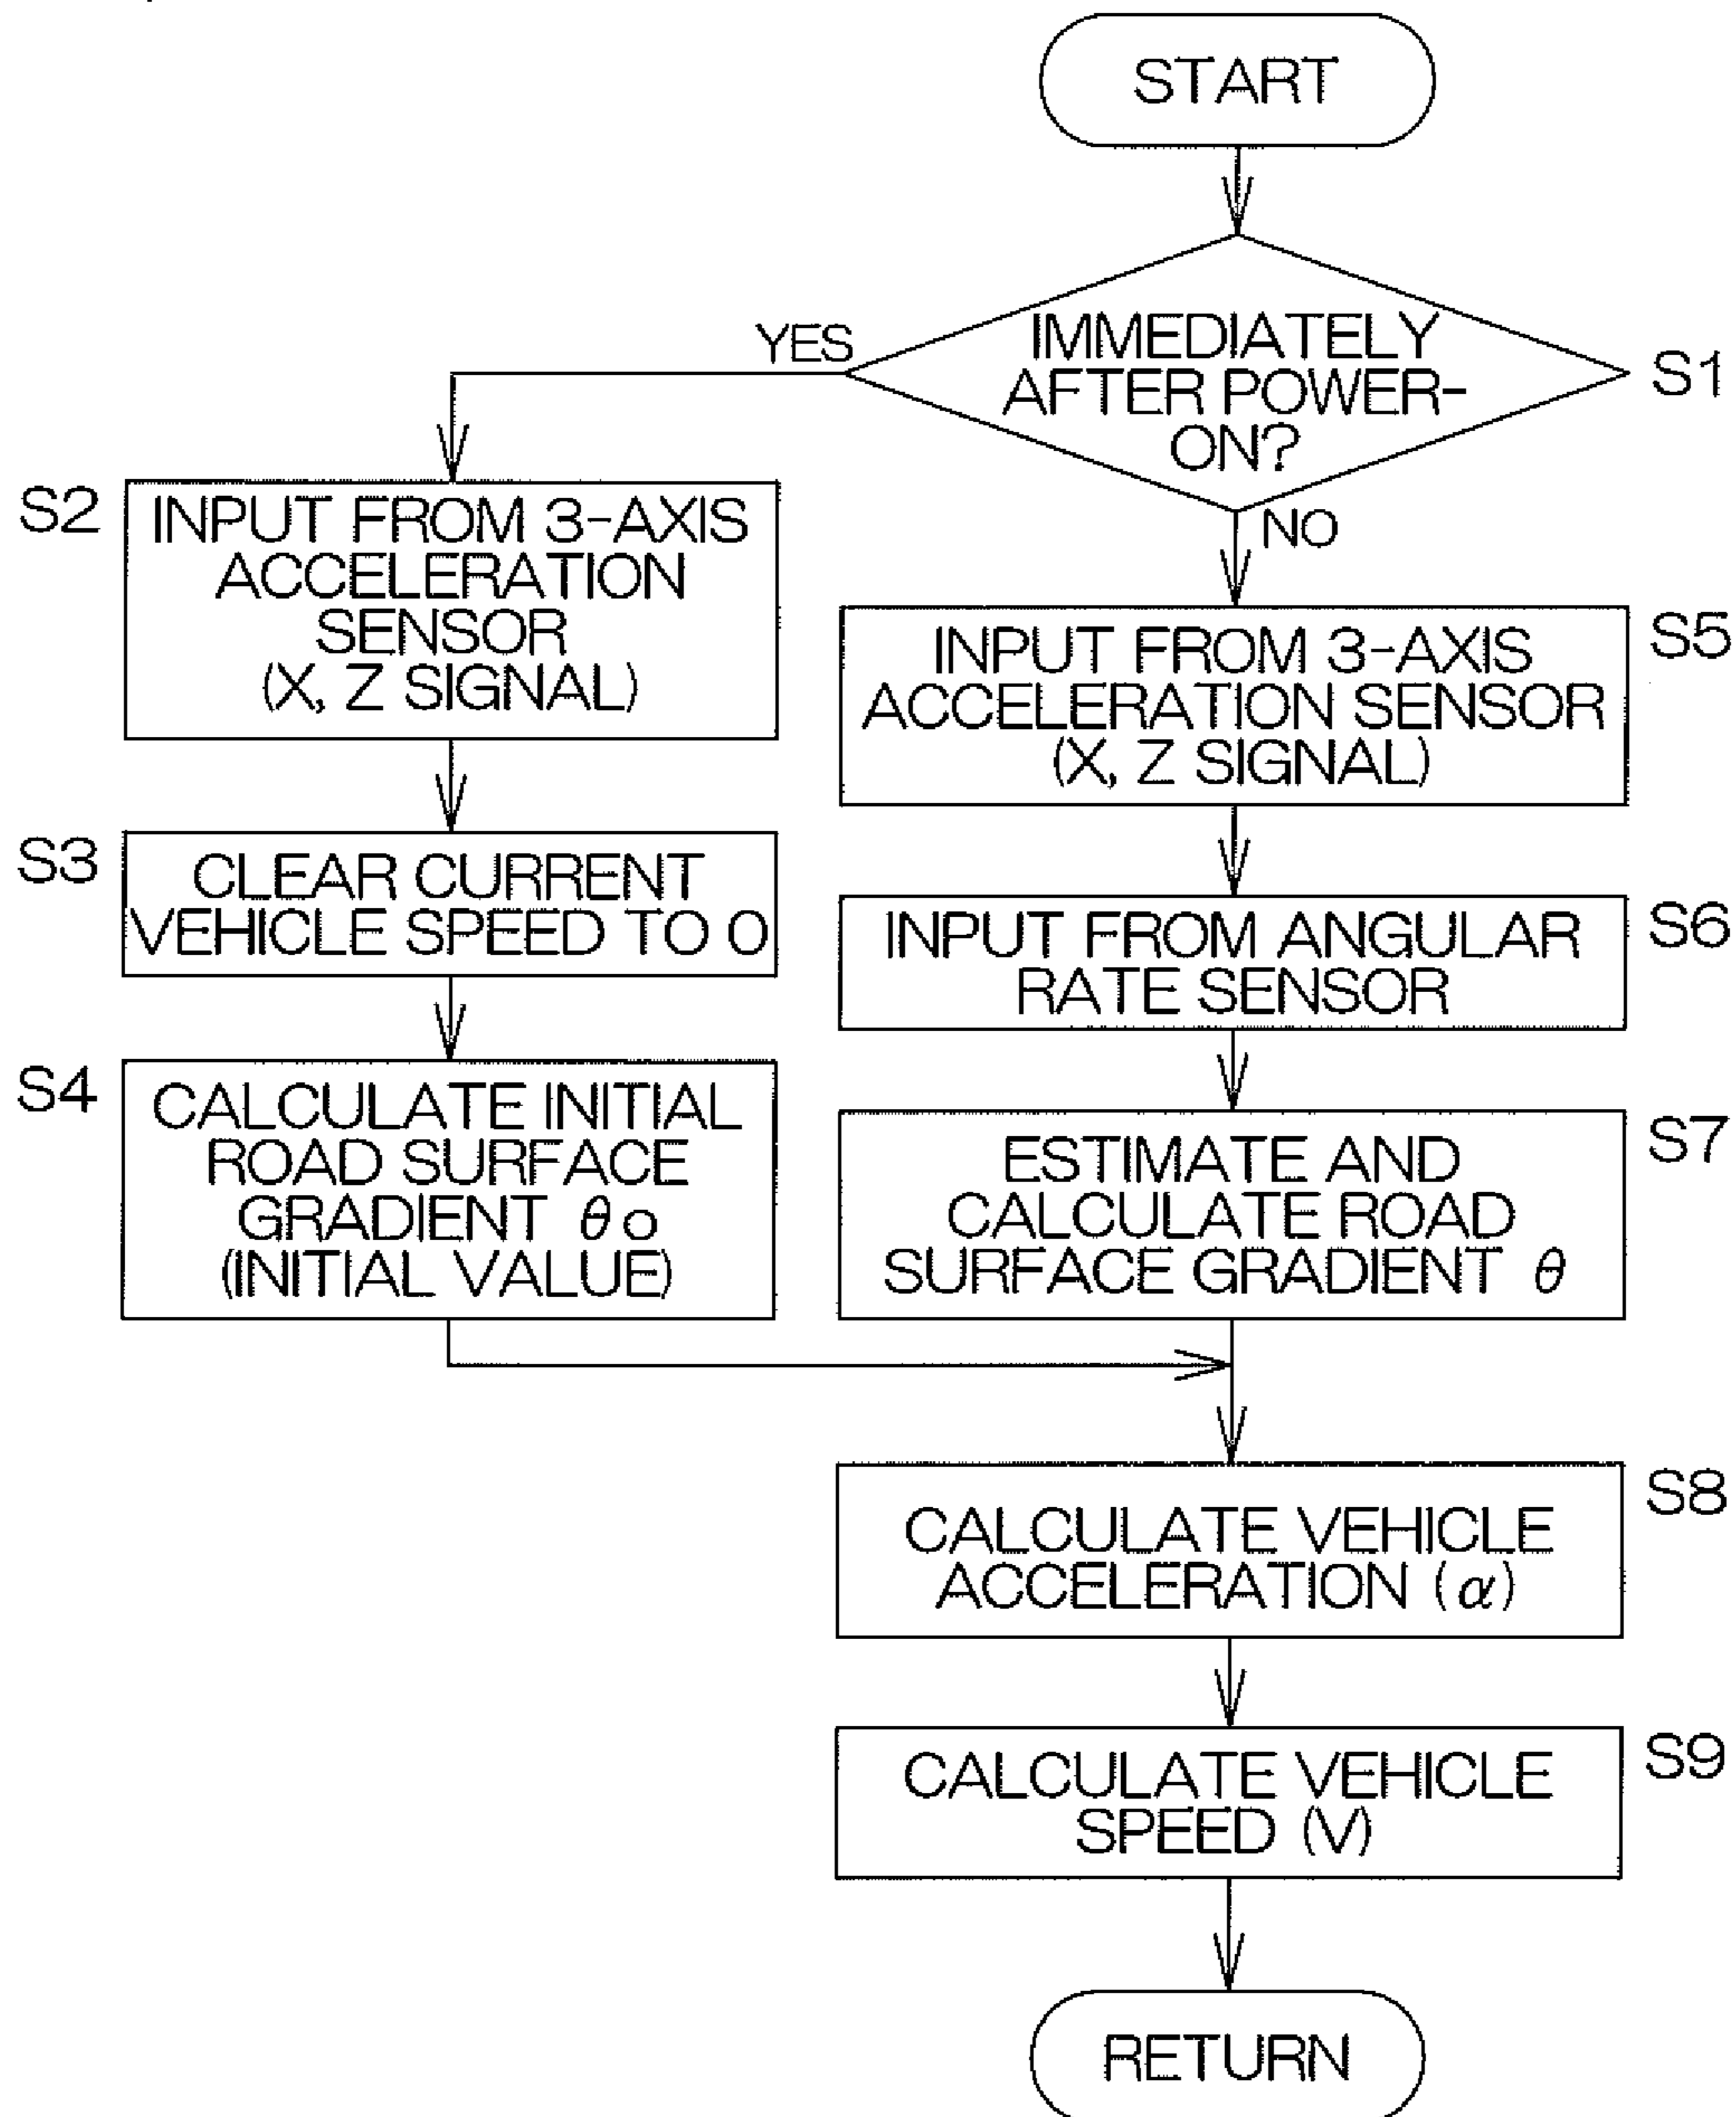 START
YES
IMMEDIATELY
AFTER POWER-
ON?
S1
NO
S2
INPUT FROM 3-AXIS
ACCELERATION
SENSOR
(X, Z SIGNAL)
S3
CLEAR CURRENT
VEHICLE SPEED TO 0
S4
CALCULATE INITIAL
ROAD SURFACE
GRADIENT θo
(INITIAL VALUE)
S5
INPUT FROM 3-AXIS
ACCELERATION SENSOR
(X, Z SIGNAL)
S6
INPUT FROM ANGULAR
RATE SENSOR
S7
ESTIMATE AND
CALCULATE ROAD
SURFACE GRADIENT θ
S8
CALCULATE VEHICLE
ACCELERATION (α)
S9
CALCULATE VEHICLE
SPEED (V)
RETURN